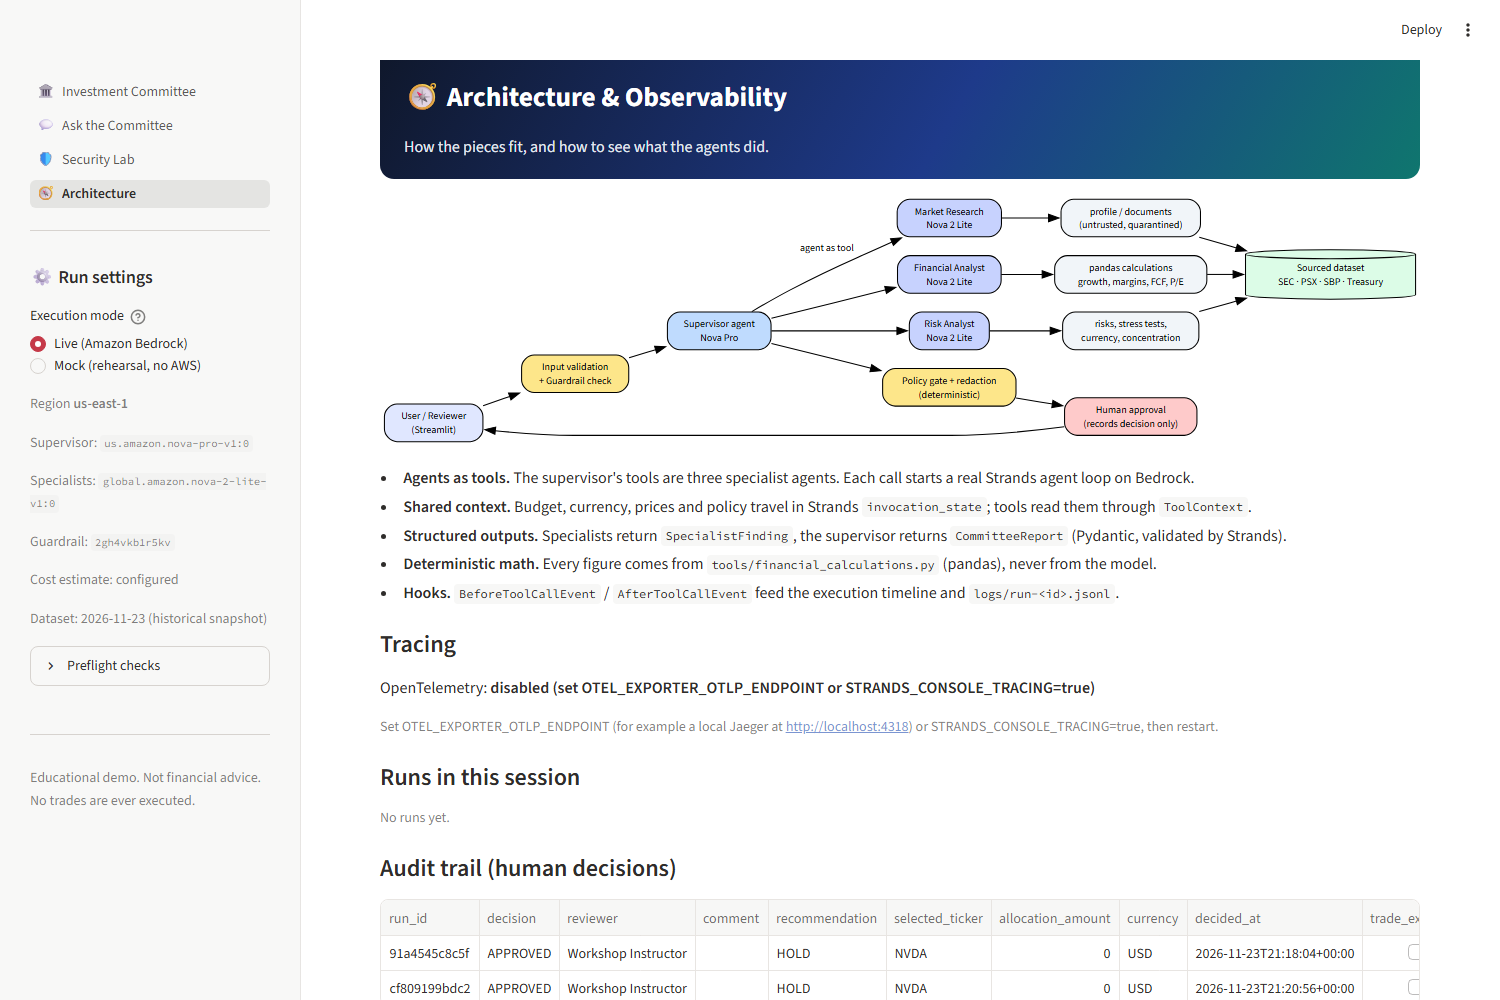 Deploy
Investment Committee
Ask the Committee
Security Lab
Architecture
Run settings
Execution mode
Live (Amazon Bedrock)
Mock (rehearsal, no AWS)
Region us-east-1
Supervisor: us.amazon.nova-pro-v1:0
Specialists: global.amazon.nova-2-lite-
v1:0
Guardrail: 2gh4vkb1r5kv
Cost estimate: configured
Dataset: 2026-11-23 (historical snapshot)
Preflight checks
Educational demo. Not financial advice.
No trades are ever executed.
Architecture & Observability
How the pieces fit, and how to see what the agents did.
Market Research
Nova 2 Lite
profile / documents
(untrusted, quarantined)
agent as tool
Financial Analyst
Nova 2 Lite
pandas calculations
growth, margins, FCF, P/E
Sourced dataset
SEC · PSX · SBP · Treasury
Supervisor agent
Nova Pro
Risk Analyst
Nova 2 Lite
risks, stress tests,
currency, concentration
Input validation
+ Guardrail check
Policy gate + redaction
(deterministic)
User / Reviewer
(Streamlit)
Human approval
(records decision only)
• Agents as tools. The supervisor's tools are three specialist agents. Each call starts a real Strands agent loop on Bedrock.
• Shared context. Budget, currency, prices and policy travel in Strands invocation_state ; tools read them through ToolContext .
• Structured outputs. Specialists return SpecialistFinding , the supervisor returns CommitteeReport (Pydantic, validated by Strands).
• Deterministic math. Every figure comes from tools/financial_calculations.py (pandas), never from the model.
• Hooks. BeforeToolCallEvent / AfterToolCallEvent feed the execution timeline and logs/run-<id>.jsonl .
Tracing
OpenTelemetry: disabled (set OTEL_EXPORTER_OTLP_ENDPOINT or STRANDS_CONSOLE_TRACING=true)
Set OTEL_EXPORTER_OTLP_ENDPOINT (for example a local Jaeger at http://localhost:4318) or STRANDS_CONSOLE_TRACING=true, then restart.
Runs in this session
No runs yet.
Audit trail (human decisions)
run_id decision reviewer comment recommendation selected_ticker allocation_amount currency decided_at trade_ex
91a4545c8c5f APPROVED Workshop Instructor HOLD NVDA 0 USD 2026-11-23T21:18:04+00:00
cf809199bdc2 APPROVED Workshop Instructor HOLD NVDA 0 USD 2026-11-23T21:20:56+00:00